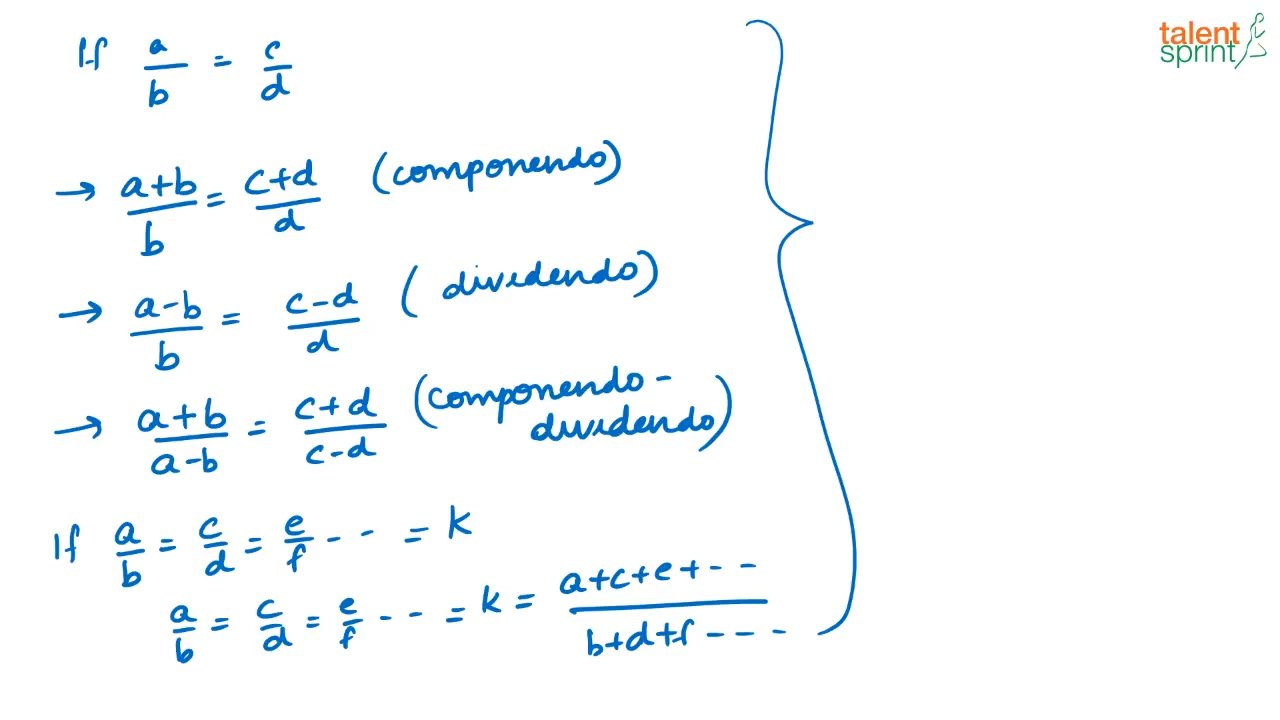 If a/b = c/d
→ a+b/b = c+d/d (componendo)
→ a-b/b = c-d/d (dividendo)
→ a+b/a-b = c+d/c-d (componendo -
dividendo)
If a/b = c/d = e/f - - - = k
a/b = c/d = e/f - - - = k = a+c+e+ - - / b+d+f - - - -
talent
sprint